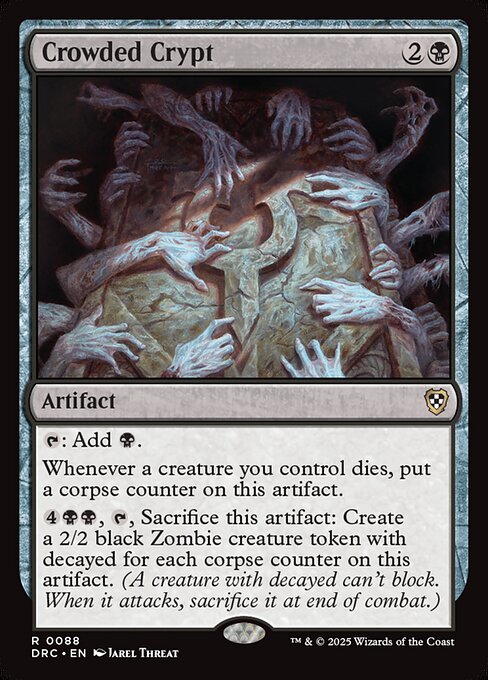 Crowded Crypt 2
Artifact
: Add .
Whenever a creature you control dies, put
a corpse counter on this artifact.
4, , Sacrifice this artifact: Create
a 2/2 black Zombie creature token with
decayed for each corpse counter on this
artifact. (A creature with decayed can't block.
When it attacks, sacrifice it at end of combat.)
R 0088
™ & © 2025 Wizards of the Coast
DRC • EN JAREL THREAT